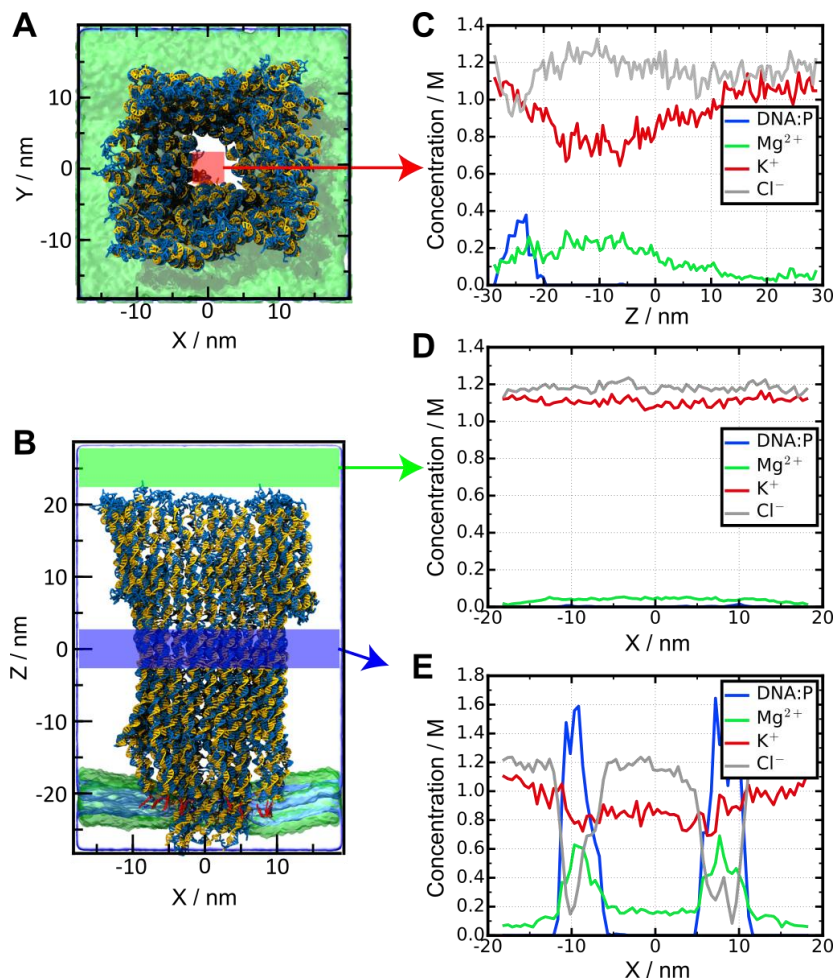 A
Y / nm
10
0
-10
-10
0
10
X / nm
C
Concentration / M
1.4
1.2
1.0
0.8
0.6
0.4
0.2
0.0
-30
-20
-10
0
10
20
30
Z / nm
DNA:P
Mg²⁺
K⁺
Cl⁻
D
Concentration / M
1.4
1.2
1.0
0.8
0.6
0.4
0.2
0.0
-20
-10
0
10
20
X / nm
DNA:P
Mg²⁺
K⁺
Cl⁻
B
Z / nm
20
10
0
-10
-20
-10
0
10
X / nm
E
Concentration / M
1.8
1.6
1.4
1.2
1.0
0.8
0.6
0.4
0.2
0.0
-20
-10
0
10
20
X / nm
DNA:P
Mg²⁺
K⁺
Cl⁻